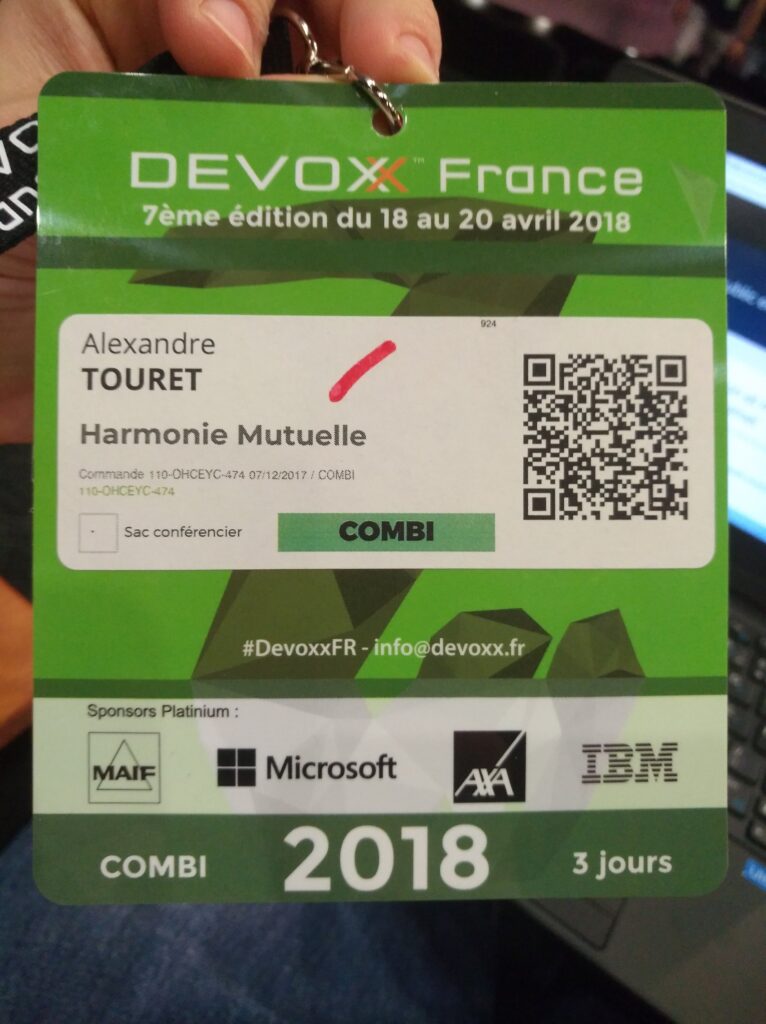 DEVOXX™ France
7ème édition du 18 au 20 avril 2018
924
Alexandre
TOURET
Harmonie Mutuelle
Commande 110-OHCEYC-474 07/12/2017 / COMBI
110-OHCEYC-474
Sac conférencier
COMBI
#DevoxxFR - info@devoxx.fr
Sponsors Platinium :
MAIF
Microsoft
AXA
IBM
COMBI
2018
3 jours